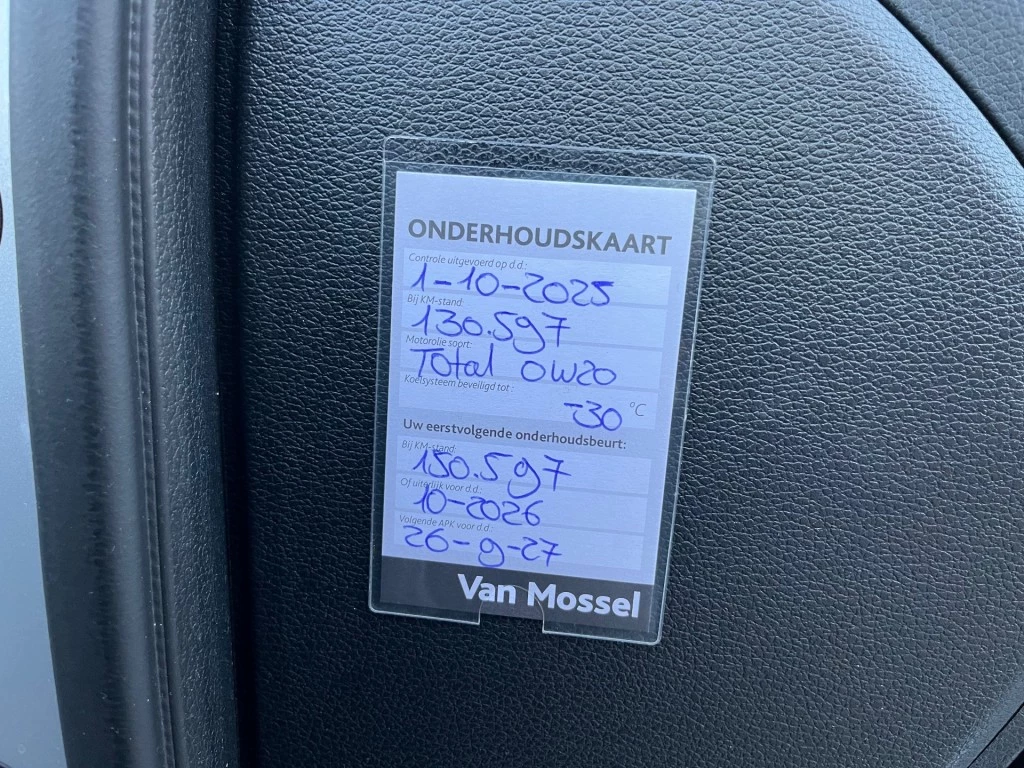 ONDERHOUDSKAART
Controle uitgevoerd op d.d.:
1-10-2025
Bij KM-stand:
130.597
Motorolie soort:
Total 0W20
Koelsysteem beveiligd tot:
-30 °C
Uw eerstvolgende onderhoudsbeurt:
Bij KM-stand:
150.597
Of uiterlijk voor d.d.:
10-2026
Volgende APK voor d.d.:
26-9-27
Van Mossel